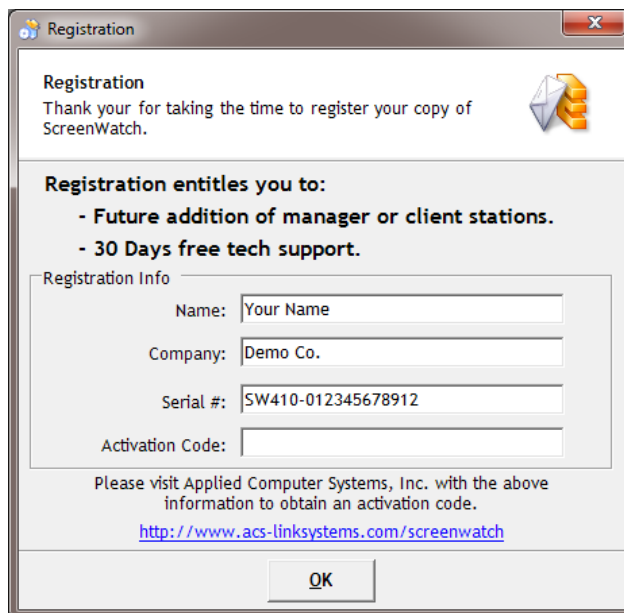 Registration
Registration
Thank your for taking the time to register your copy of
ScreenWatch.
Registration entitles you to:
- Future addition of manager or client stations.
- 30 Days free tech support.
Registration Info
Name: Your Name
Company: Demo Co.
Serial #: SW410-012345678912
Activation Code:
Please visit Applied Computer Systems, Inc. with the above
information to obtain an activation code.
http://www.acs-linksystems.com/screenwatch
OK